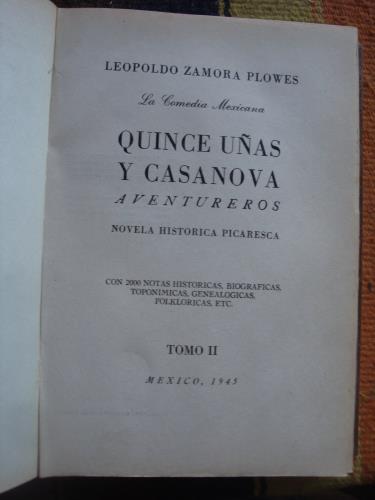 LEOPOLDO ZAMORA PLOWES
La Comedia Mexicana
QUINCE UÑAS
Y CASANOVA
AVENTUREROS
NOVELA HISTORICA PICARESCA
CON 2000 NOTAS HISTORICAS, BIOGRAFICAS,
TOPONIMICAS, GENEALOGICAS,
FOLKLORICAS, ETC.
TOMO II
MEXICO, 1945